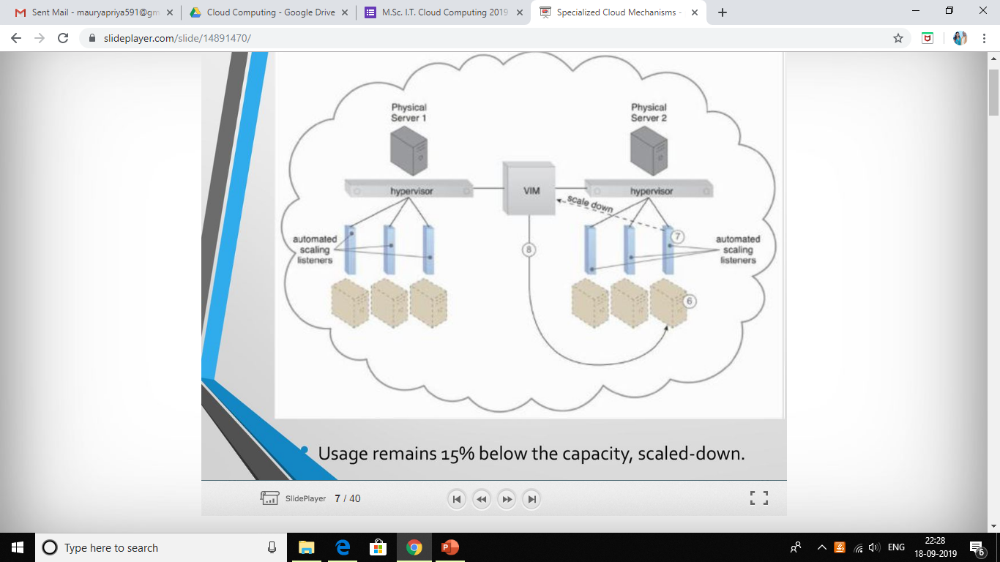 Sent Mail - mauryapriya591@gm
Cloud Computing - Google Drive
M.Sc. I.T. Cloud Computing 2019
Specialized Cloud Mechanisms -
slideplayer.com/slide/14891470/
Physical
Server 1
Physical
Server 2
hypervisor
VIM
hypervisor
scale down
automated
scaling
listeners
7
8
automated
scaling
listeners
6
• Usage remains 15% below the capacity, scaled-down.
SlidePlayer 7 / 40
Type here to search
ENG
22:28
18-09-2019
6